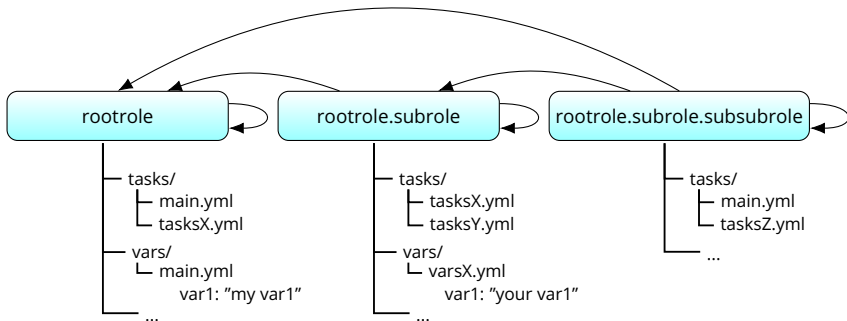 rootrole
tasks/
main.yml
tasksX.yml
vars/
main.yml
var1: ”my var1”
...
rootrole.subrole
tasks/
tasksX.yml
tasksY.yml
vars/
varsX.yml
var1: ”your var1”
...
rootrole.subrole.subsubrole
tasks/
main.yml
tasksZ.yml
...